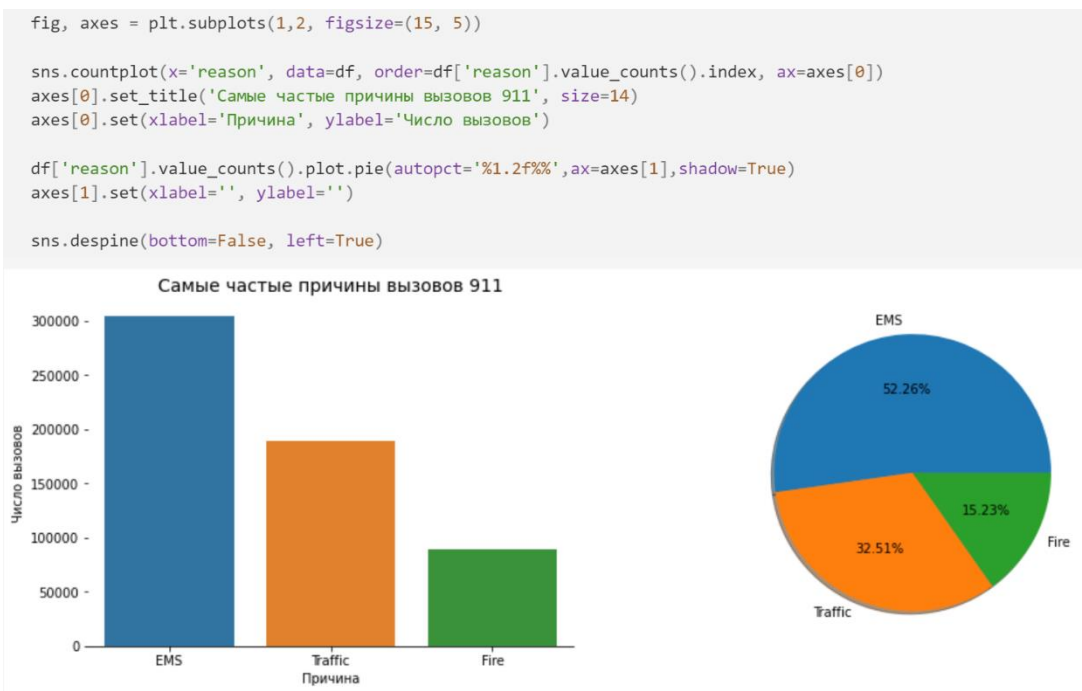 fig, axes = plt.subplots(1,2, figsize=(15, 5))
sns.countplot(x='reason', data=df, order=df['reason'].value_counts().index, ax=axes[0])
axes[0].set_title('Самые частые причины вызовов 911', size=14)
axes[0].set(xlabel='Причина', ylabel='Число вызовов')
df['reason'].value_counts().plot.pie(autopct='%1.2f%%',ax=axes[1],shadow=True)
axes[1].set(xlabel='', ylabel='')
sns.despine(bottom=False, left=True)
Самые частые причины вызовов 911
300000
250000
200000
150000
100000
50000
0
Число вызовов
EMS
Traffic
Fire
Причина
EMS
52.26%
15.23%
Fire
32.51%
Traffic